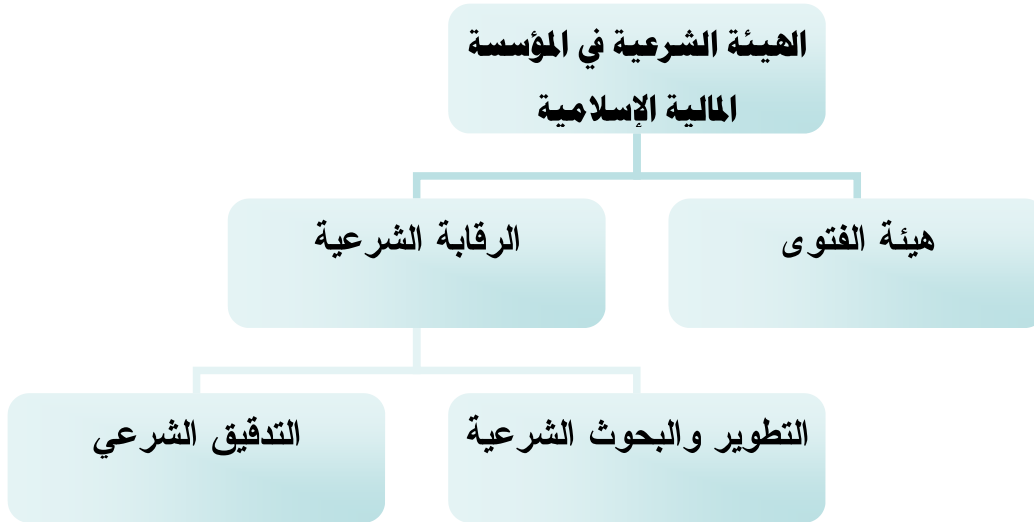 الهيئة الشرعية في المؤسسة
المالية الإسلامية
هيئة الفتوى
الرقابة الشرعية
التطوير والبحوث الشرعية
التدقيق الشرعي